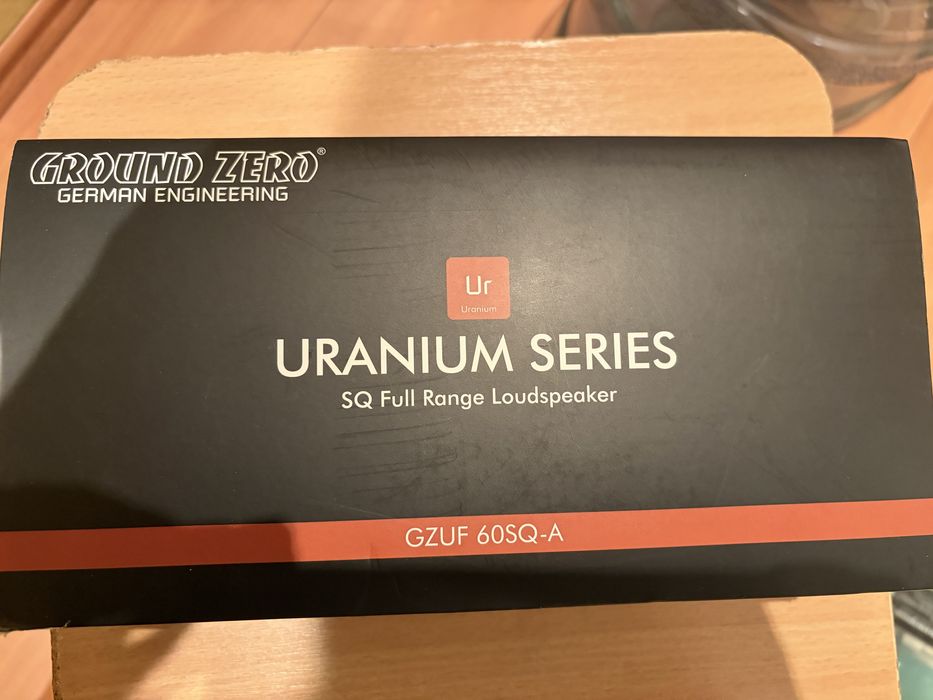 GROUND ZERO®
GERMAN ENGINEERING
Ur
Uranium
URANIUM SERIES
SQ Full Range Loudspeaker
GZUF 60SQ-A